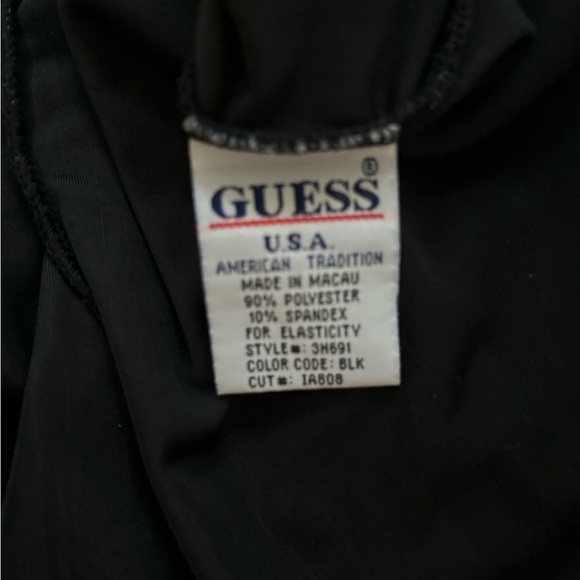 GUESS®
U.S.A.
AMERICAN TRADITION
MADE IN MACAU
90% POLYESTER
10% SPANDEX
FOR ELASTICITY
STYLE#: 3H691
COLOR CODE: BLK
CUT#: IA808